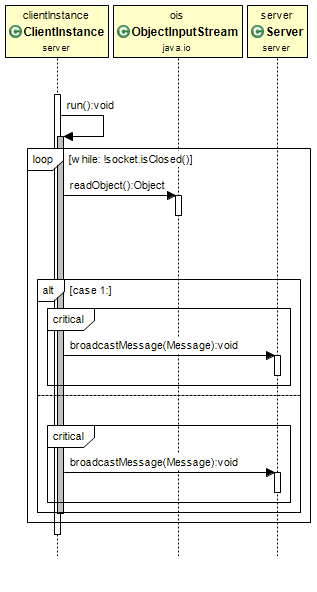 clientInstance
C ClientInstance
server
ois
C ObjectInputStream
java.io
server
C Server
server
run():void
loop [while: !socket.isClosed()]
readObject():Object
alt [case 1:]
critical
broadcastMessage(Message):void
critical
broadcastMessage(Message):void